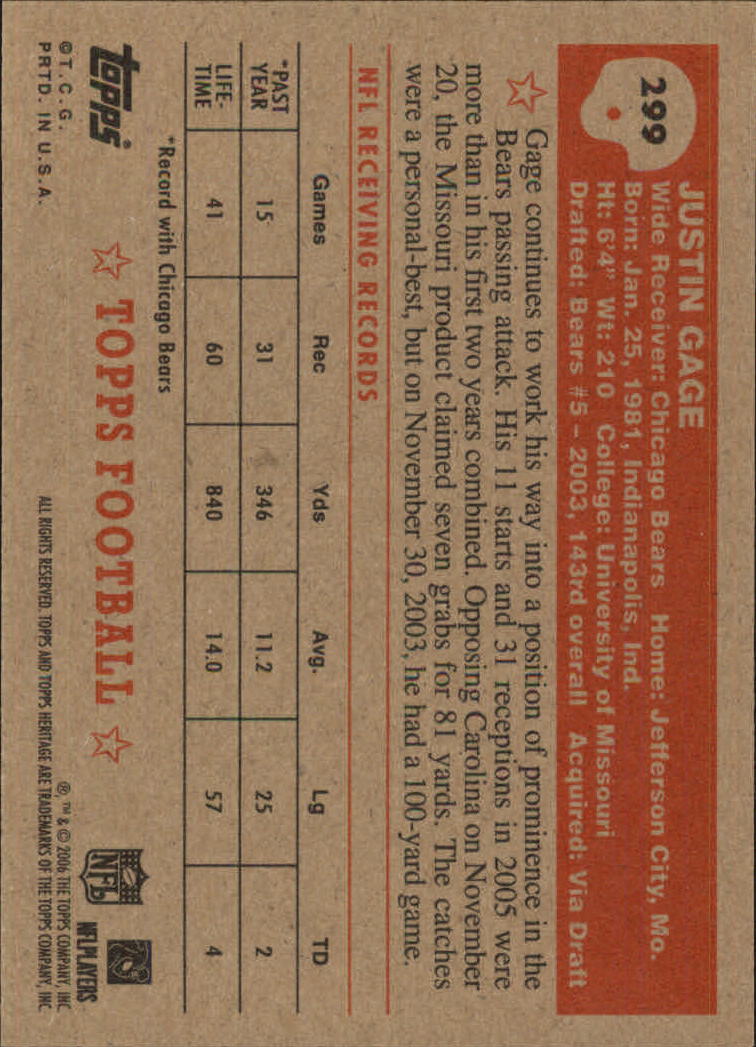 299
JUSTIN GAGE
Wide Receiver: Chicago Bears Home: Jefferson City, Mo.
Born: Jan. 25, 1981, Indianapolis, Ind.
Ht: 6'4" Wt: 210 College: University of Missouri
Drafted: Bears #5 – 2003, 143rd overall Acquired: Via Draft
Gage continues to work his way into a position of prominence in the
Bears passing attack. His 11 starts and 31 receptions in 2005 were
more than in his first two years combined. Opposing Carolina on November
20, the Missouri product claimed seven grabs for 81 yards. The catches
were a personal-best, but on November 30, 2003, he had a 100-yard game.
NFL RECEIVING RECORDS
Games Rec Yds Avg. Lg TD
*PAST YEAR 15 31 346 11.2 25 2
LIFE-TIME 41 60 840 14.0 57 4
*Record with Chicago Bears
topps®
©T.C.G.
PRTD. IN U.S.A.
TOPPS FOOTBALL
NFL
NFLPLAYERS
®, ™ & © 2006 THE TOPPS COMPANY, INC
ALL RIGHTS RESERVED. TOPPS AND TOPPS HERITAGE ARE TRADEMARKS OF THE TOPPS COMPANY, INC